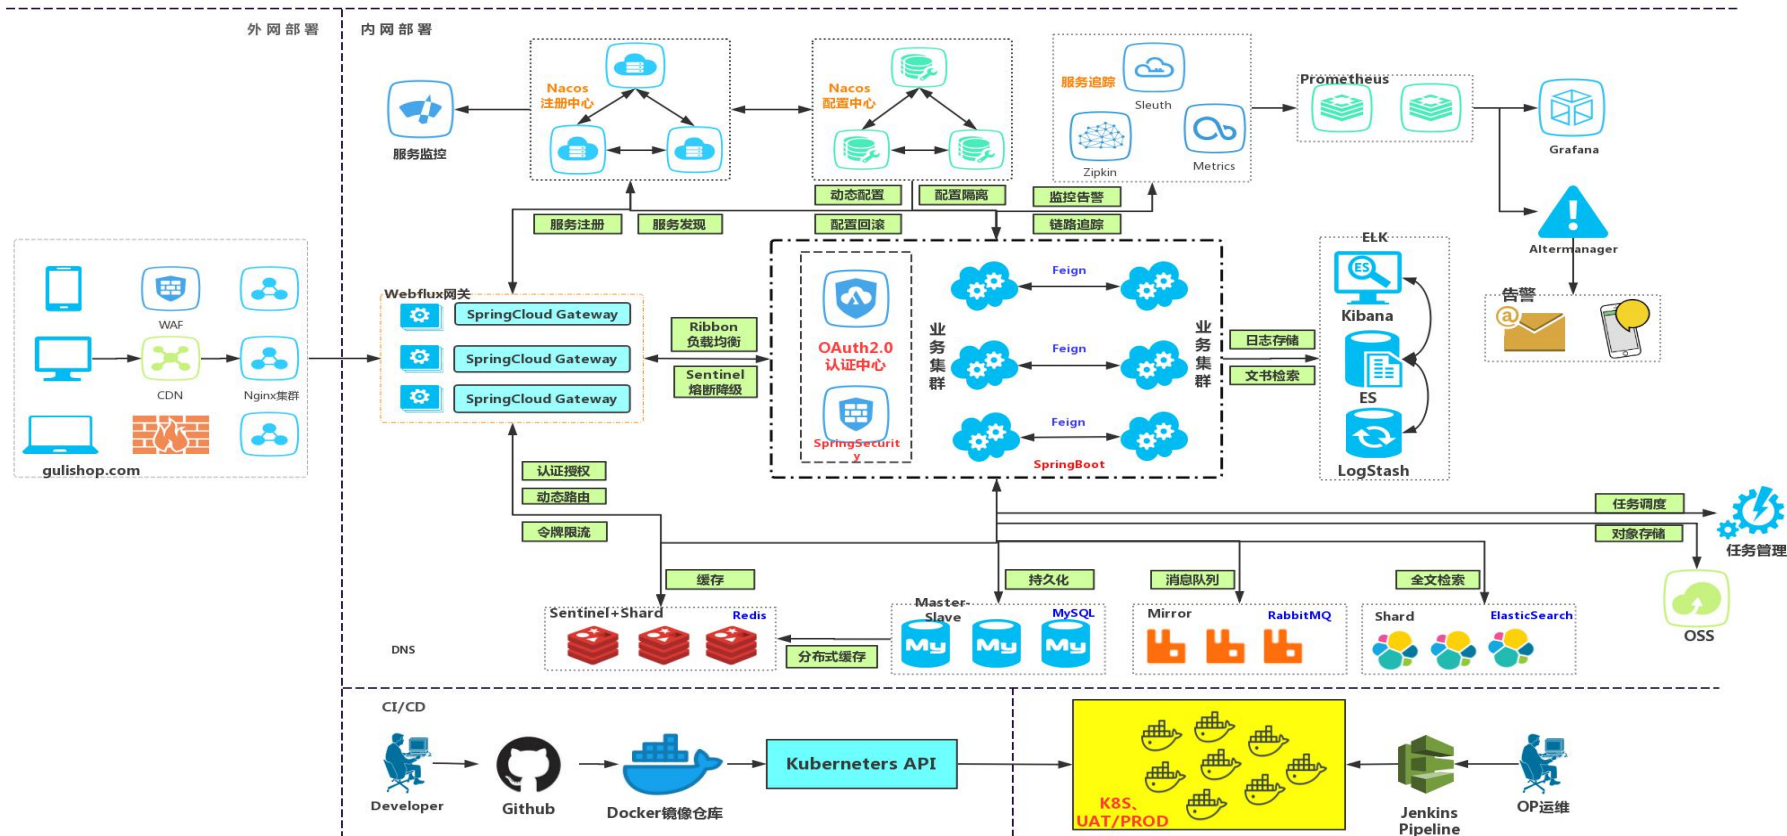 外网部署
内网部署
Nacos
注册中心
Nacos
配置中心
服务追踪
Sleuth
Zipkin
Metrics
Prometheus
Grafana
服务监控
动态配置
配置隔离
监控告警
服务注册
服务发现
配置回滚
链路追踪
Altermanager
告警
@
WAF
CDN
Nginx集群
gulishop.com
Webflux网关
SpringCloud Gateway
SpringCloud Gateway
SpringCloud Gateway
Ribbon
负载均衡
Sentinel
熔断降级
OAuth2.0
认证中心
SpringSecurit
y
业务集群
Feign
Feign
Feign
业务集群
SpringBoot
日志存储
文书检索
ELK
ES
Kibana
ES
LogStash
认证授权
动态路由
令牌限流
任务调度
对象存储
任务管理
OSS
缓存
持久化
消息队列
全文检索
Sentinel+Shard
Redis
分布式缓存
Master-
Slave
MySQL
My
My
My
Mirror
RabbitMQ
Shard
ElasticSearch
DNS
CI/CD
Developer
Github
Docker镜像仓库
Kuberneters API
K8S、
UAT/PROD
Jenkins
Pipeline
OP运维